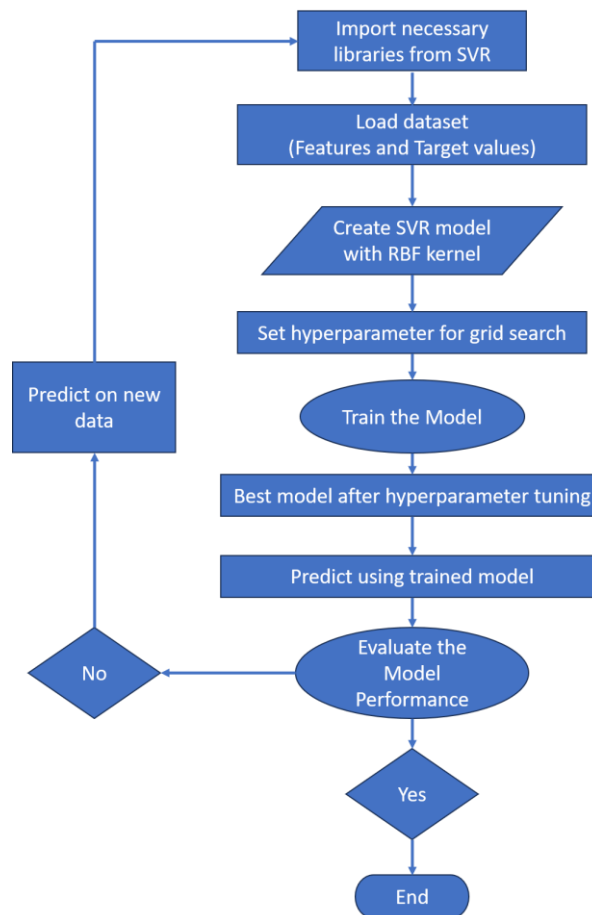 Import necessary
libraries from SVR
Load dataset
(Features and Target values)
Create SVR model
with RBF kernel
Set hyperparameter for grid search
Predict on new
data
Train the Model
Best model after hyperparameter tuning
Predict using trained model
Evaluate the
Model
Performance
No
Yes
End